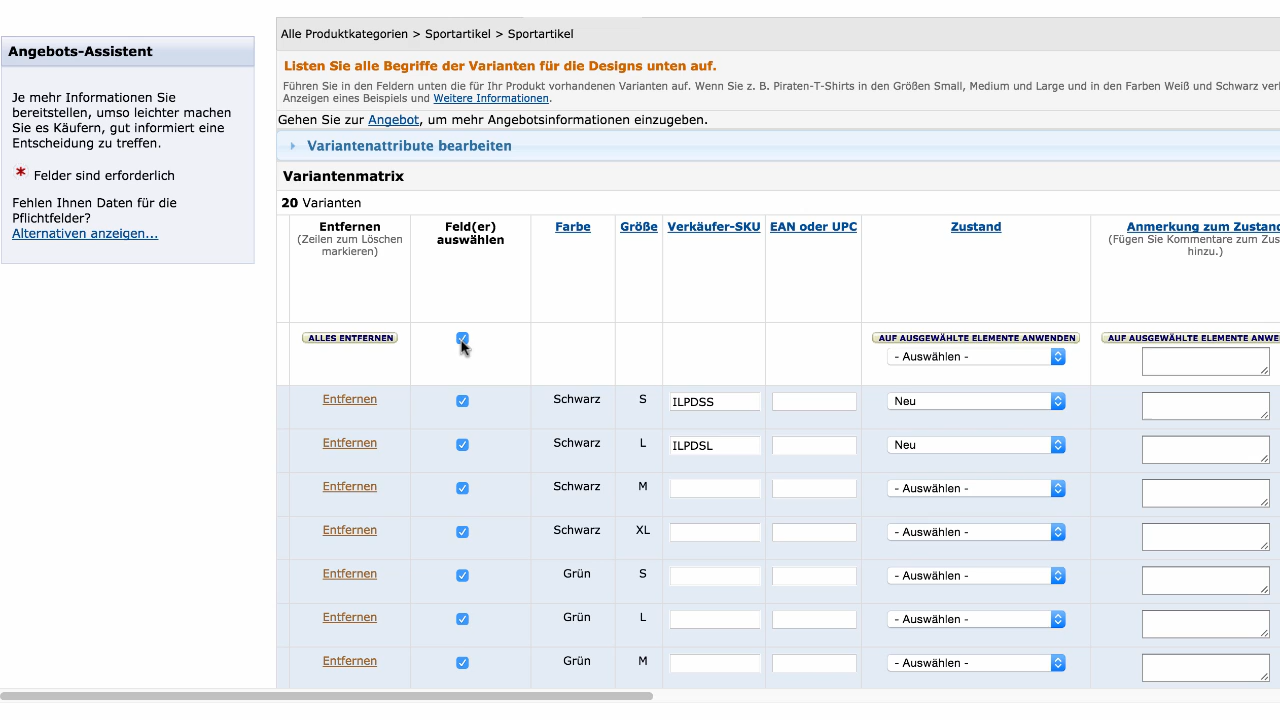 Alle Produktkategorien > Sportartikel > Sportartikel
Angebots-Assistent
Je mehr Informationen Sie
bereitstellen, umso leichter machen
Sie es Käufern, gut informiert eine
Entscheidung zu treffen.
* Felder sind erforderlich
Fehlen Ihnen Daten für die
Pflichtfelder?
Alternativen anzeigen...
Listen Sie alle Begriffe der Varianten für die Designs unten auf.
Führen Sie in den Feldern unten die für Ihr Produkt vorhandenen Varianten auf. Wenn Sie z. B. Piraten-T-Shirts in den Größen Small, Medium und Large und in den Farben Weiß und Schwarz
Anzeigen eines Beispiels und Weitere Informationen.
Gehen Sie zur Angebot, um mehr Angebotsinformationen einzugeben.
Variantenattribute bearbeiten
Variantenmatrix
20 Varianten
Entfernen Feld(er) Farbe Größe Verkäufer-SKU EAN oder UPC Zustand Anmerkung zum Zustand
(Zeilen zum Löschen auswählen (Fügen Sie Kommentare zum
markieren) hinzu.)
ALLES ENTFERNEN AUF AUSGEWÄHLTE ELEMENTE ANWENDEN AUF AUSGEWÄHLTE ELEMENTE
- Auswählen -
Entfernen Schwarz S ILPDSS Neu
Entfernen Schwarz L ILPDSL Neu
Entfernen Schwarz M - Auswählen -
Entfernen Schwarz XL - Auswählen -
Entfernen Grün S - Auswählen -
Entfernen Grün L - Auswählen -
Entfernen Grün M - Auswählen -